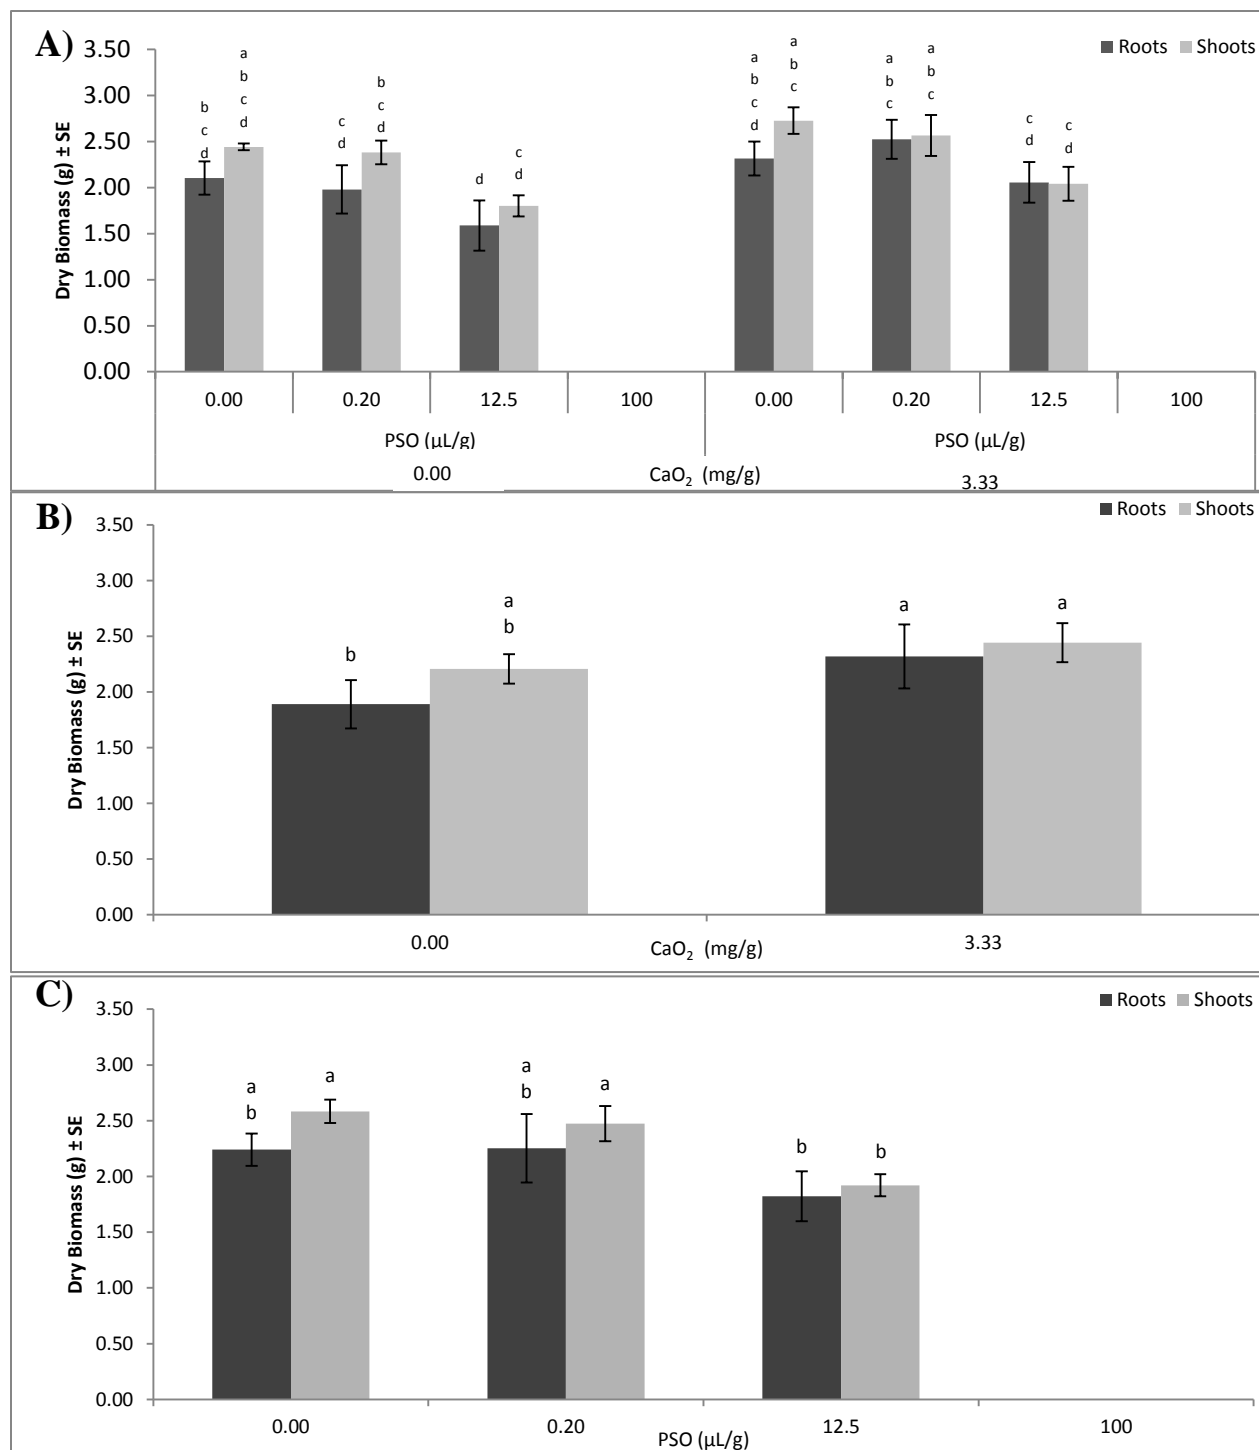 A)
Roots Shoots
Dry Biomass (g) ± SE
3.50
3.00
2.50
2.00
1.50
1.00
0.50
0.00
b
c
d
a
b
c
d
c
d
b
c
d
d
c
d
a
b
c
d
a
b
c
a
b
c
a
b
c
c
d
c
d
0.00 0.20 12.5 100 0.00 0.20 12.5 100
PSO (µL/g) PSO (µL/g)
0.00 CaO₂ (mg/g) 3.33
B)
Roots Shoots
Dry Biomass (g) ± SE
3.50
3.00
2.50
2.00
1.50
1.00
0.50
0.00
b
a
b
a
a
0.00 CaO₂ (mg/g) 3.33
C)
Roots Shoots
Dry Biomass (g) ± SE
3.50
3.00
2.50
2.00
1.50
1.00
0.50
0.00
a
b
a
a
b
a
b
b
0.00 0.20 12.5 100
PSO (µL/g)